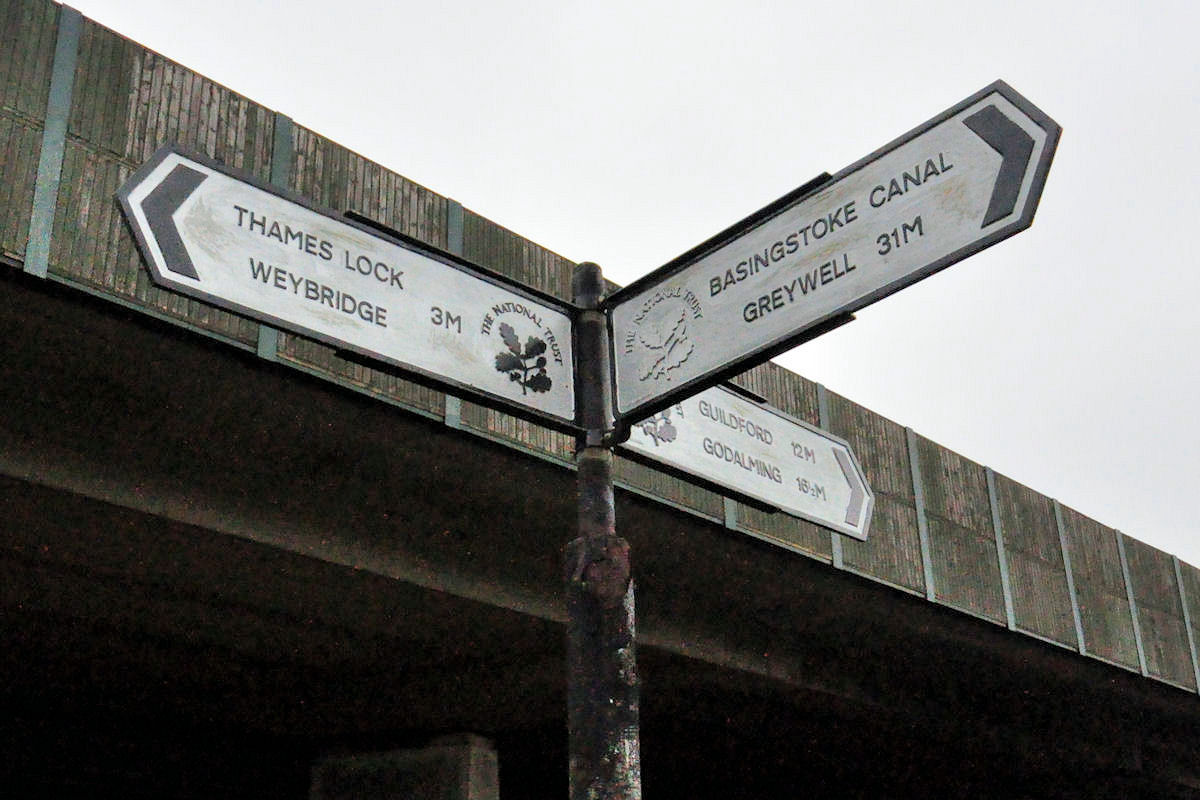 THAMES LOCK
WEYBRIDGE 3M
THE NATIONAL TRUST
BASINGSTOKE CANAL
GREYWELL 31M
THE NATIONAL TRUST
GUILDFORD 12M
GODALMING 16½M